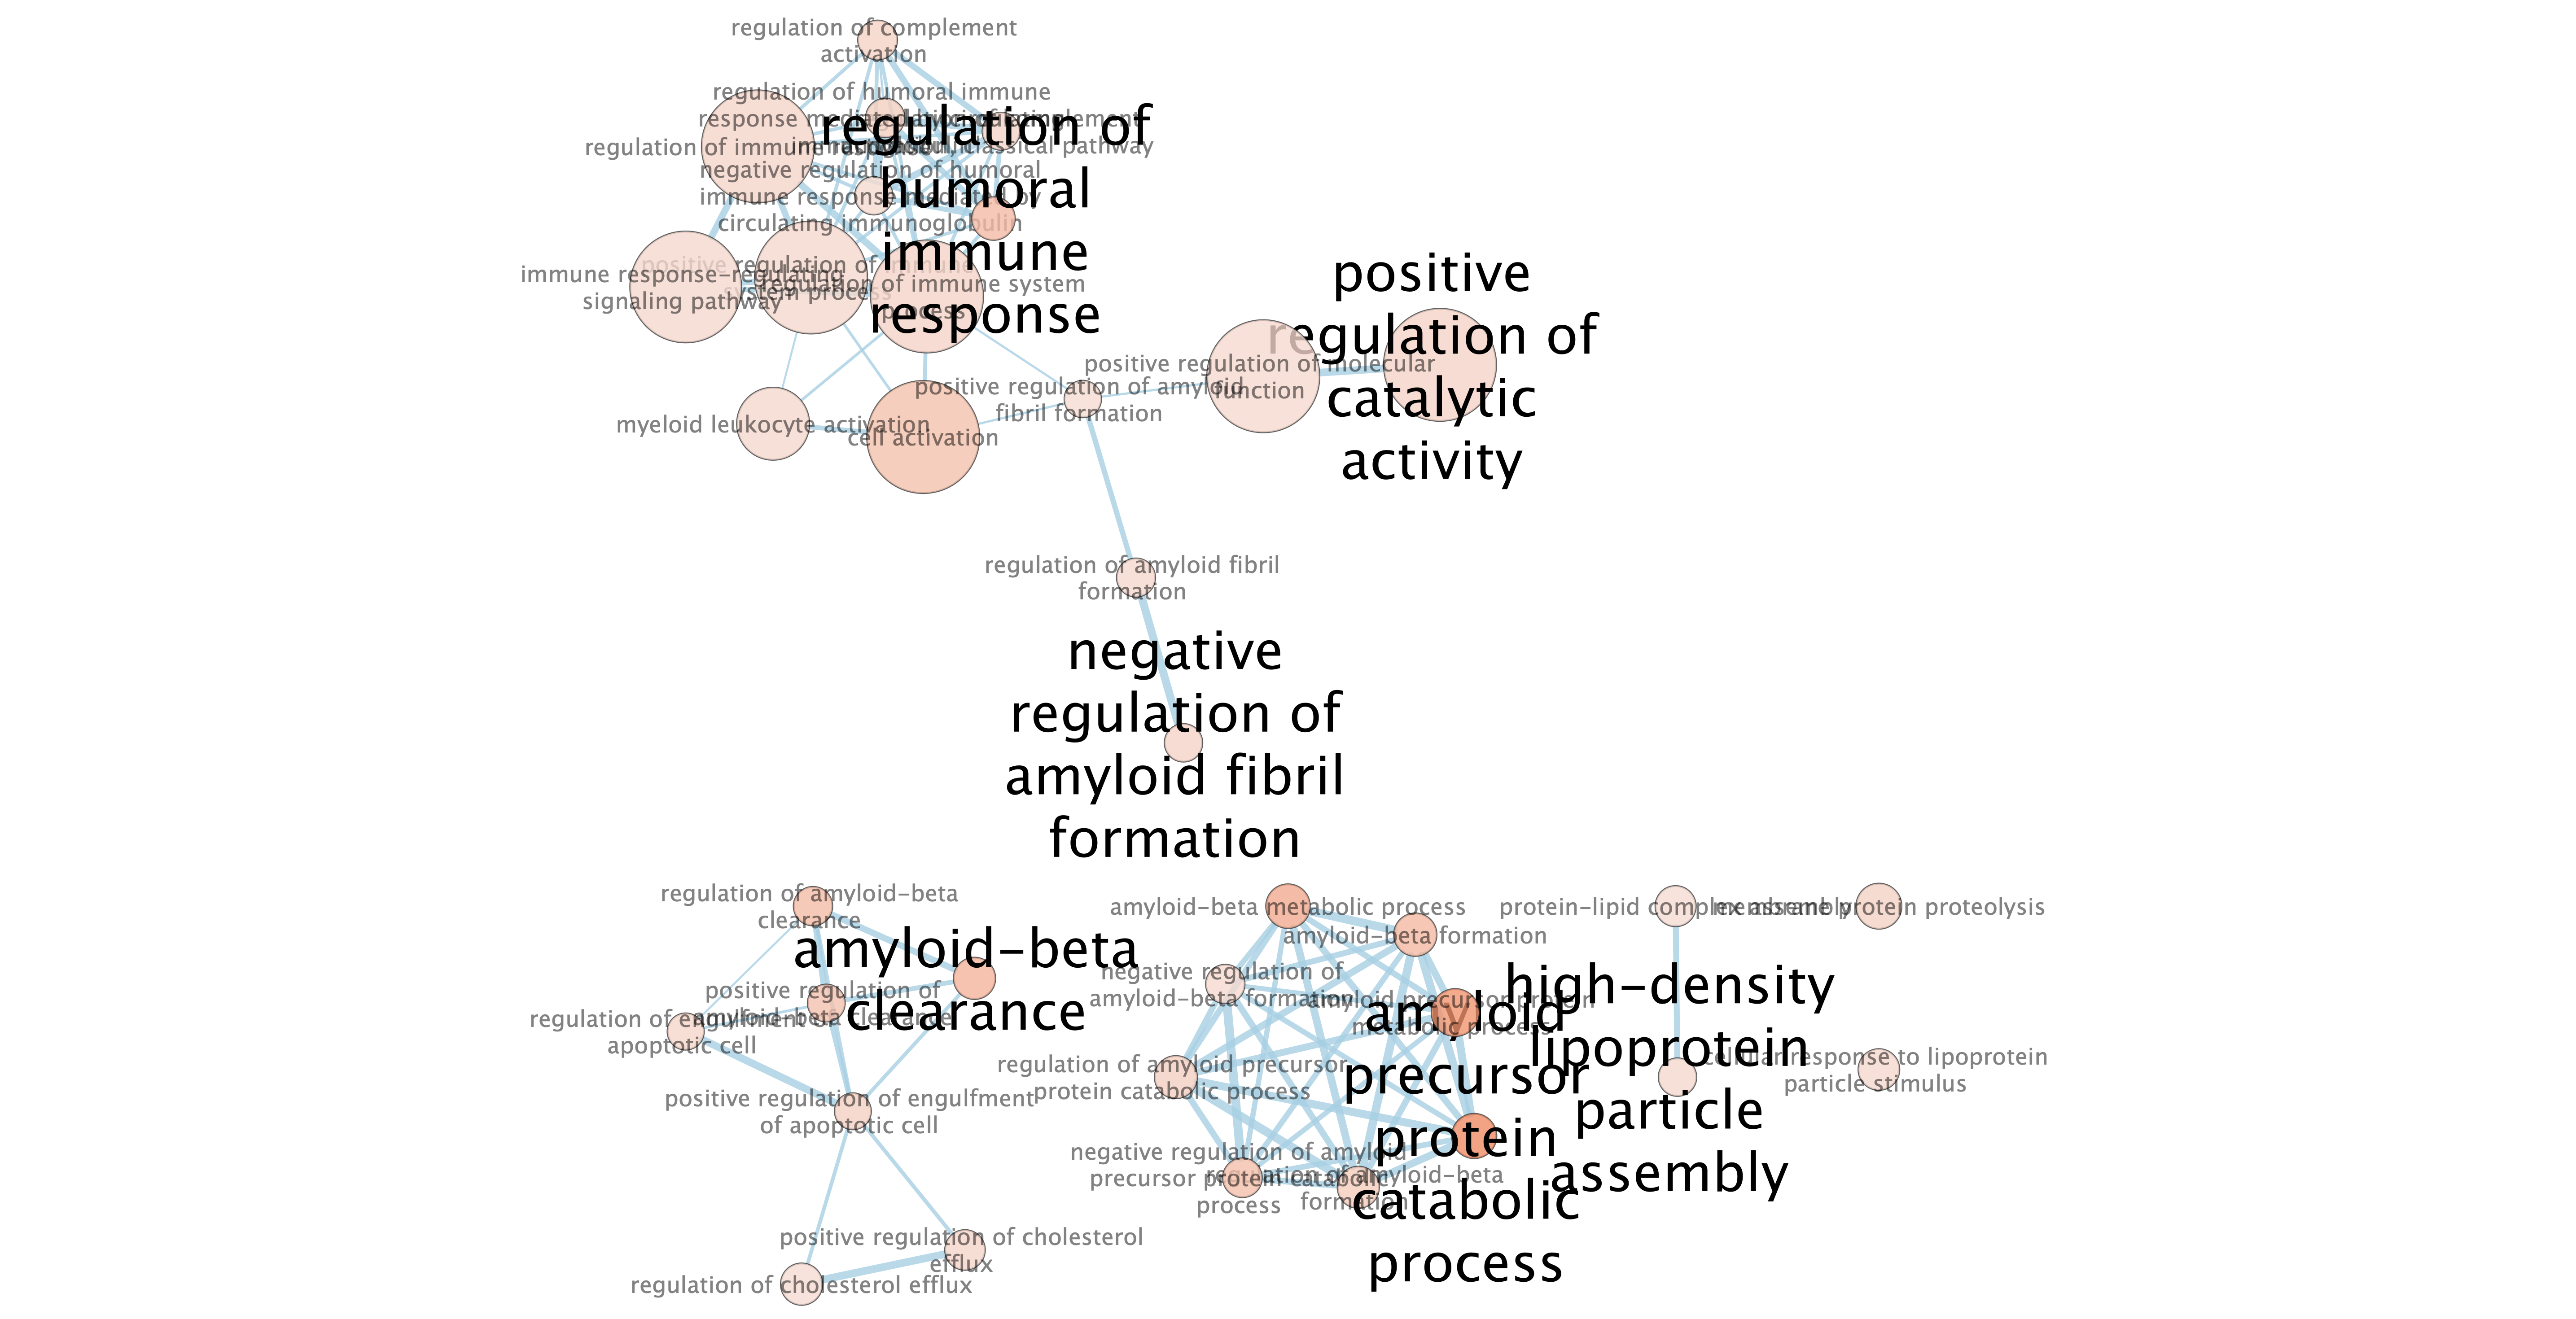 regulation of complement
activation
regulation of humoral immune
response mediated by circulating
immunoglobulin, classical pathway
regulation of immune response
negative regulation of humoral
immune response mediated by
circulating immunoglobulin
regulation of
humoral
immune
response
immune response-regulating
signaling pathway
positive regulation of immune
system process
regulation of immune system
process
myeloid leukocyte activation
cell activation
positive regulation of amyloid
fibril formation
positive regulation of molecular
function
positive
regulation of
catalytic
activity
regulation of amyloid fibril
formation
negative
regulation of
amyloid fibril
formation
regulation of amyloid-beta
clearance
amyloid-beta
clearance
positive regulation of
amyloid-beta clearance
regulation of engulfment of
apoptotic cell
positive regulation of engulfment
of apoptotic cell
positive regulation of cholesterol
efflux
regulation of cholesterol efflux
amyloid-beta metabolic process
amyloid-beta formation
negative regulation of
amyloid-beta formation
amyloid precursor protein
metabolic process
regulation of amyloid precursor
protein catabolic process
negative regulation of amyloid
precursor protein catabolic
process
regulation of amyloid-beta
formation
amyloid
precursor
protein
catabolic
process
protein-lipid complex assembly
membrane protein proteolysis
high-density
lipoprotein
particle
assembly
cellular response to lipoprotein
particle stimulus